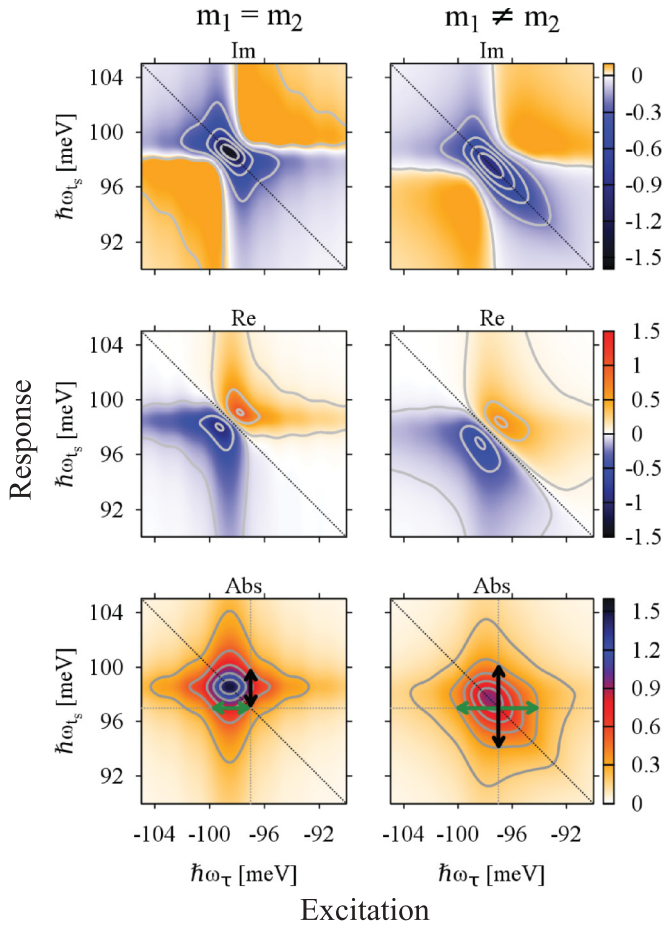 m₁ = m₂ m₁ ≠ m₂
Im Im
104 0
100 -0.3
-0.6
96 -0.9
-1.2
92 -1.5
ℏωₜₛ [meV]
Re Re
104 1.5
1
100 0.5
0
96 -0.5
92 -1
-1.5
ℏωₜₛ [meV]
Response
Abs Abs
104 1.5
1.2
100 0.9
96 0.6
92 0.3
0
ℏωₜₛ [meV]
-104 -100 -96 -92 -104 -100 -96 -92
ℏω_τ [meV] ℏω_τ [meV]
Excitation